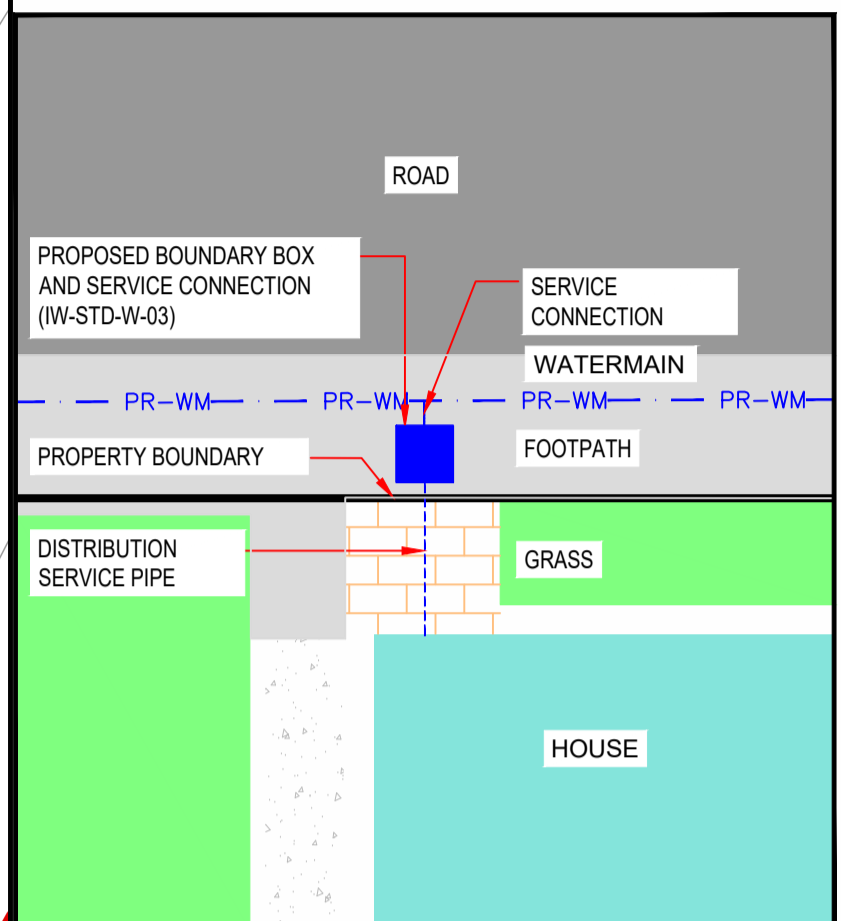 ROAD
PROPOSED BOUNDARY BOX
AND SERVICE CONNECTION
(IW-STD-W-03)
SERVICE
CONNECTION
WATERMAIN
PR-WM PR-WM PR-WM PR-WM
PROPERTY BOUNDARY
FOOTPATH
DISTRIBUTION
SERVICE PIPE
GRASS
HOUSE